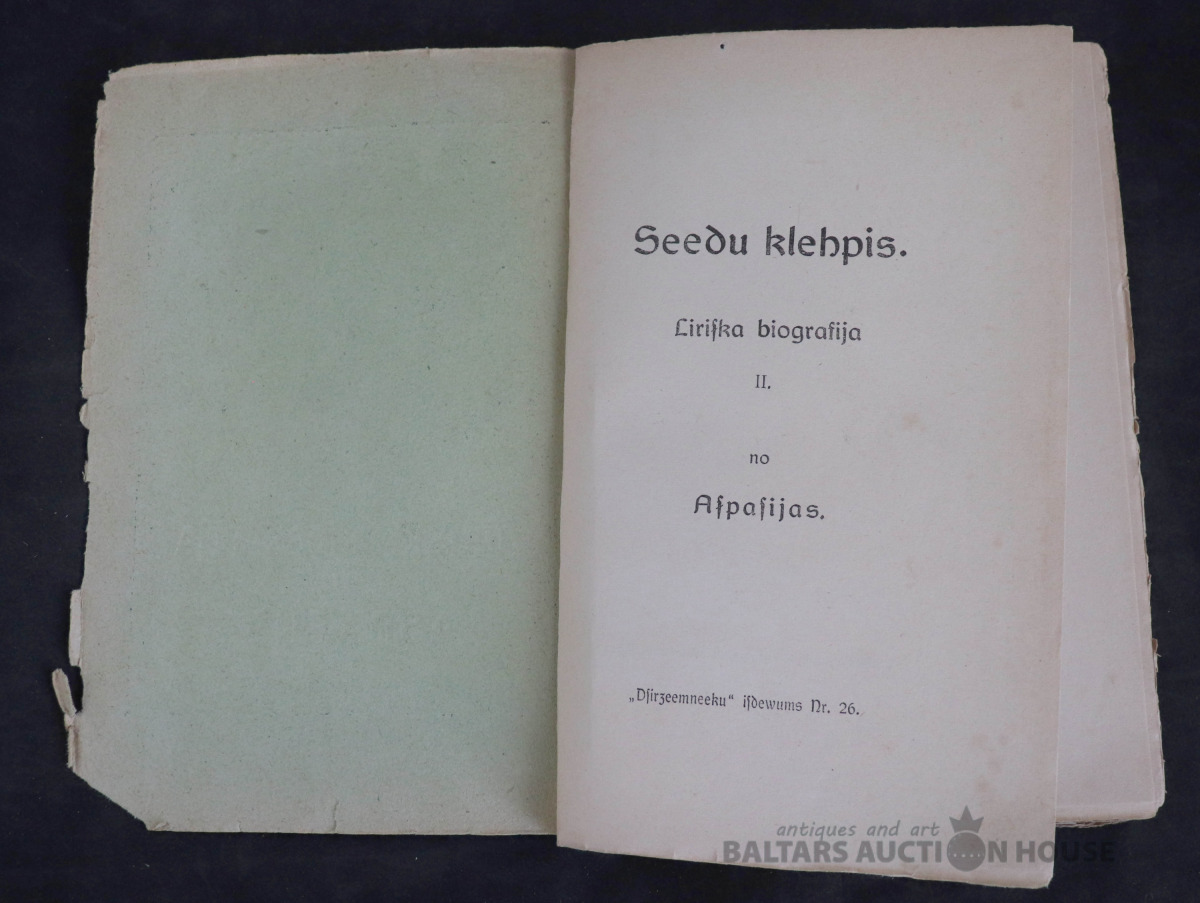 Seedu klehpis.
Liriſka biografija
II.
no
Aſpaſijas.
„Dſirzeemneeku“ iſdewums Nr. 26.
antiques and art
BALTARS AUCTION HOUSE